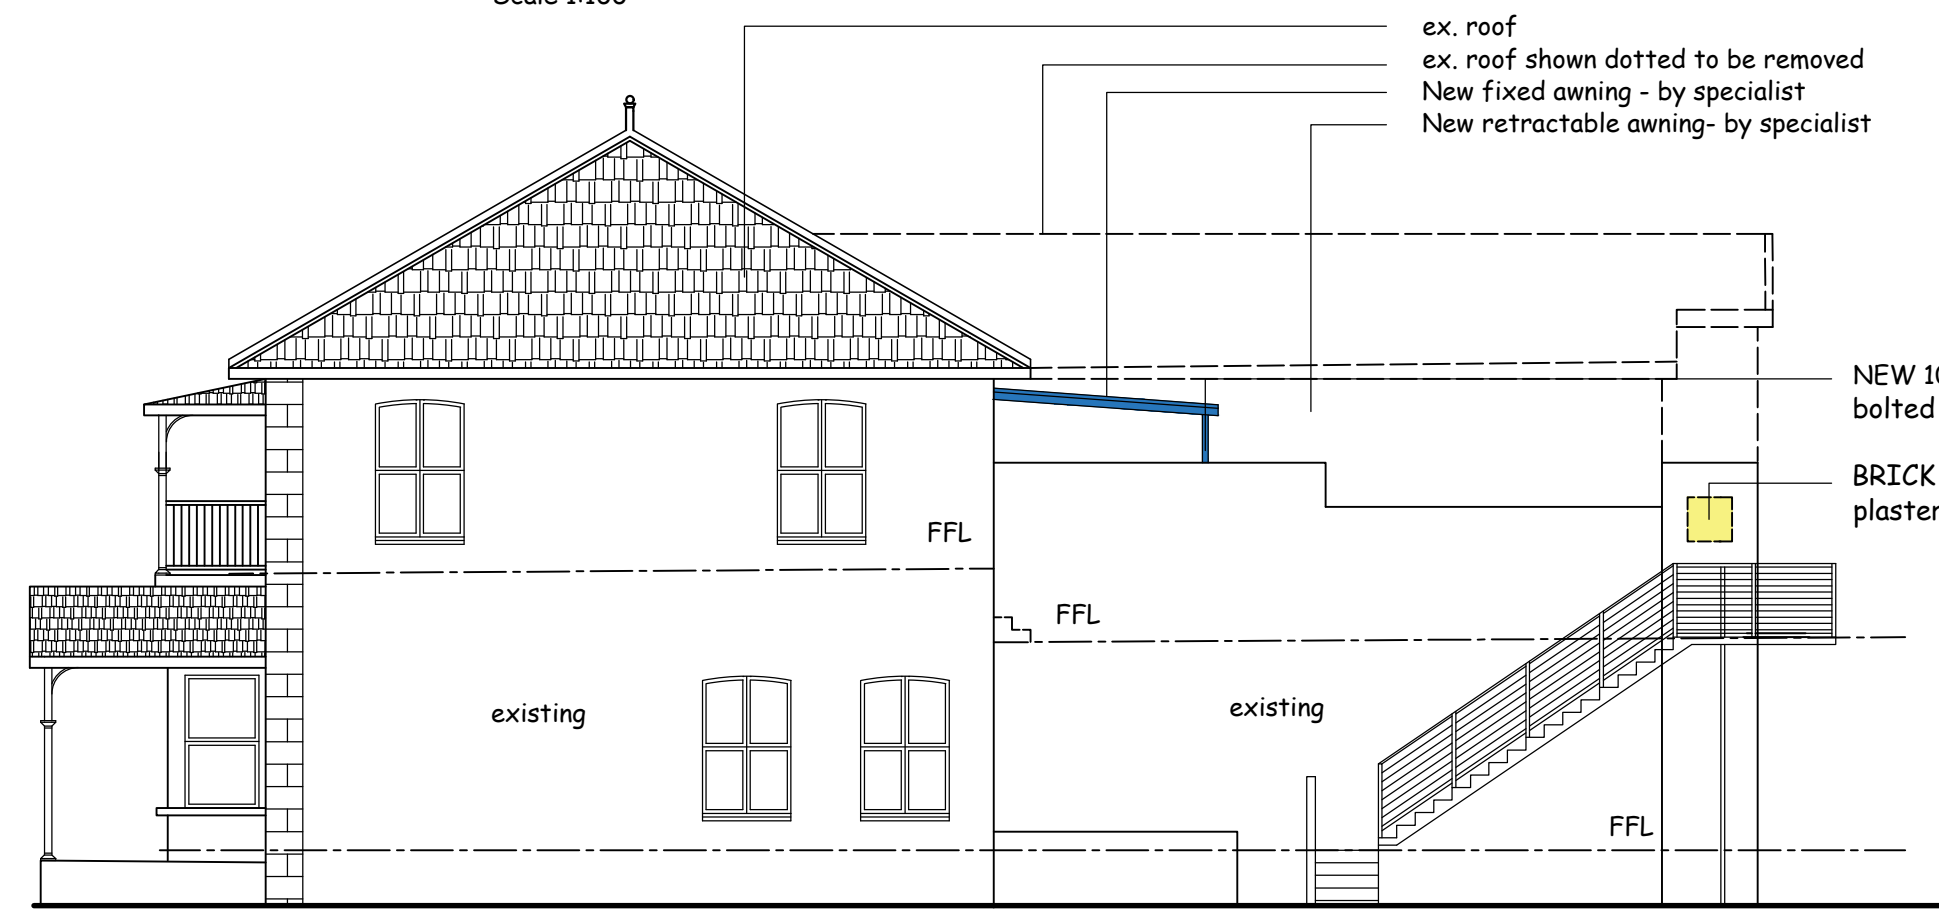 Scale 1:100
ex. roof
ex. roof shown dotted to be removed
New fixed awning - by specialist
New retractable awning- by specialist
NEW 10
bolted
BRICK
plaster
FFL
FFL
existing
existing
FFL